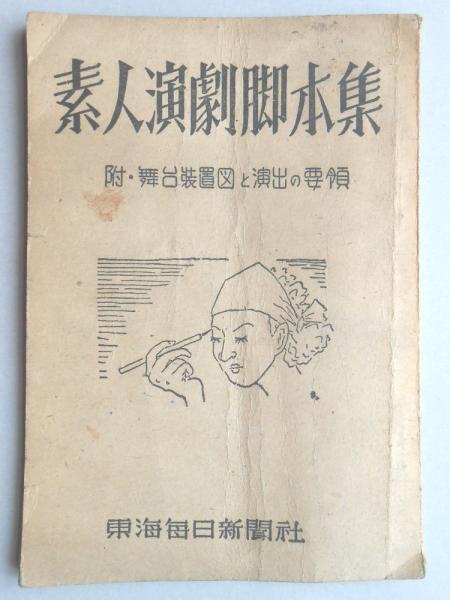 素人演劇脚本集
附・舞台装置図と演出の要領
東海毎日新聞社